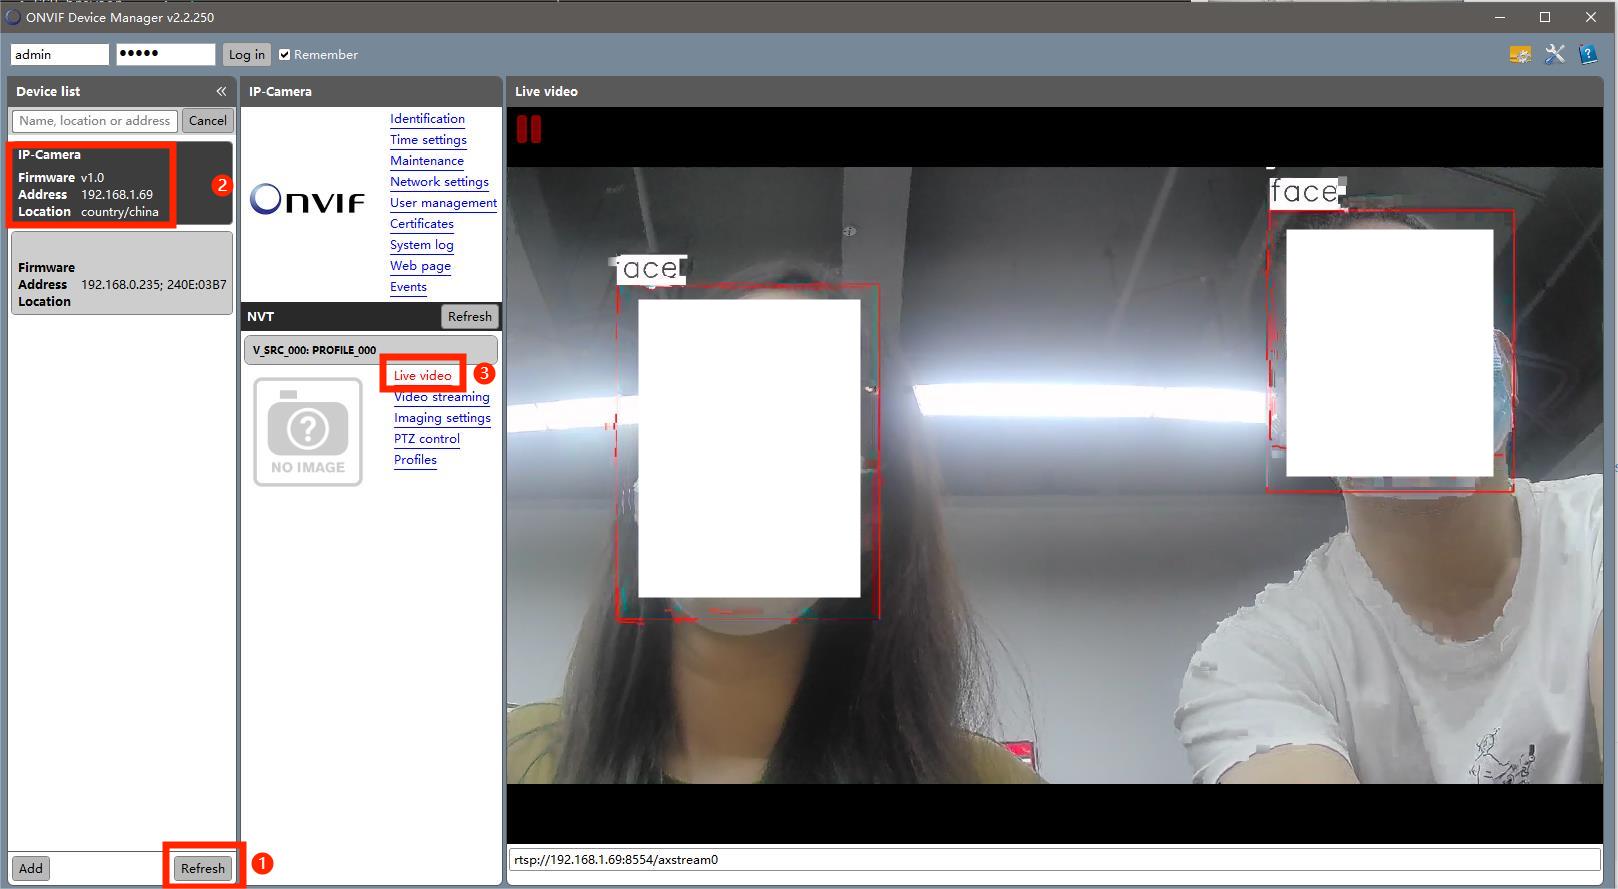 ONVIF Device Manager v2.2.250
admin
Log in
Remember
Device list
Name, location or address
Cancel
IP-Camera
Firmware v1.0
Address 192.168.1.69
Location country/china
2
Firmware
Address 192.168.0.235; 240E:03B7
Location
Add
Refresh
1
IP-Camera
ONVIF
Identification
Time settings
Maintenance
Network settings
User management
Certificates
System log
Web page
Events
NVT
Refresh
V_SRC_000: PROFILE_000
Live video
3
Video streaming
Imaging settings
PTZ control
Profiles
NO IMAGE
Live video
face
face
rtsp://192.168.1.69:8554/axstream0